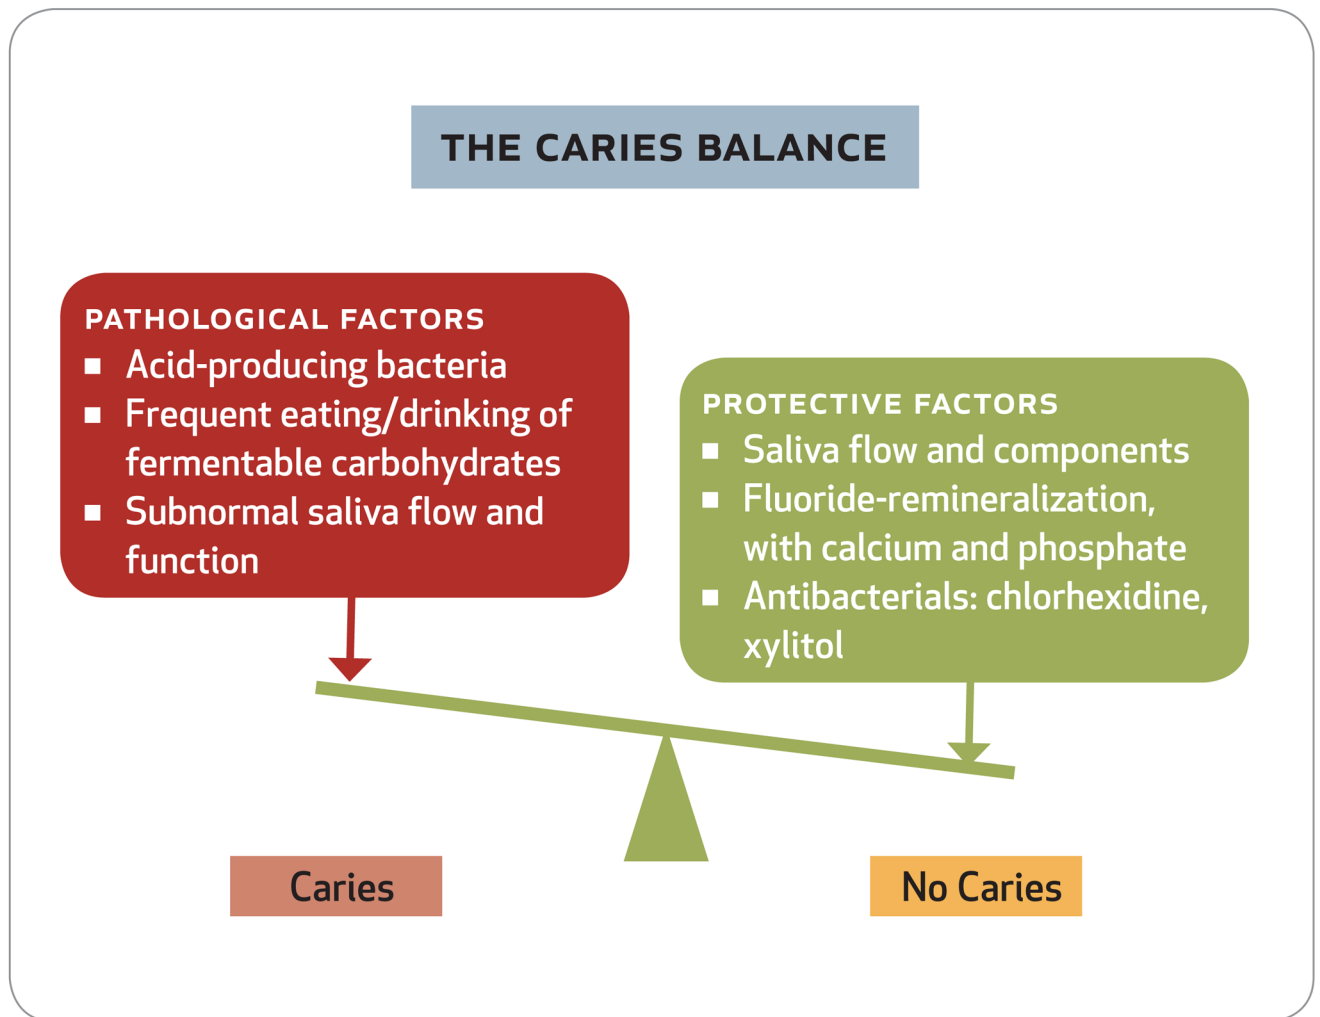 THE CARIES BALANCE
PATHOLOGICAL FACTORS
■ Acid-producing bacteria
■ Frequent eating/drinking of
fermentable carbohydrates
■ Subnormal saliva flow and
function
PROTECTIVE FACTORS
■ Saliva flow and components
■ Fluoride-remineralization,
with calcium and phosphate
■ Antibacterials: chlorhexidine,
xylitol
Caries
No Caries